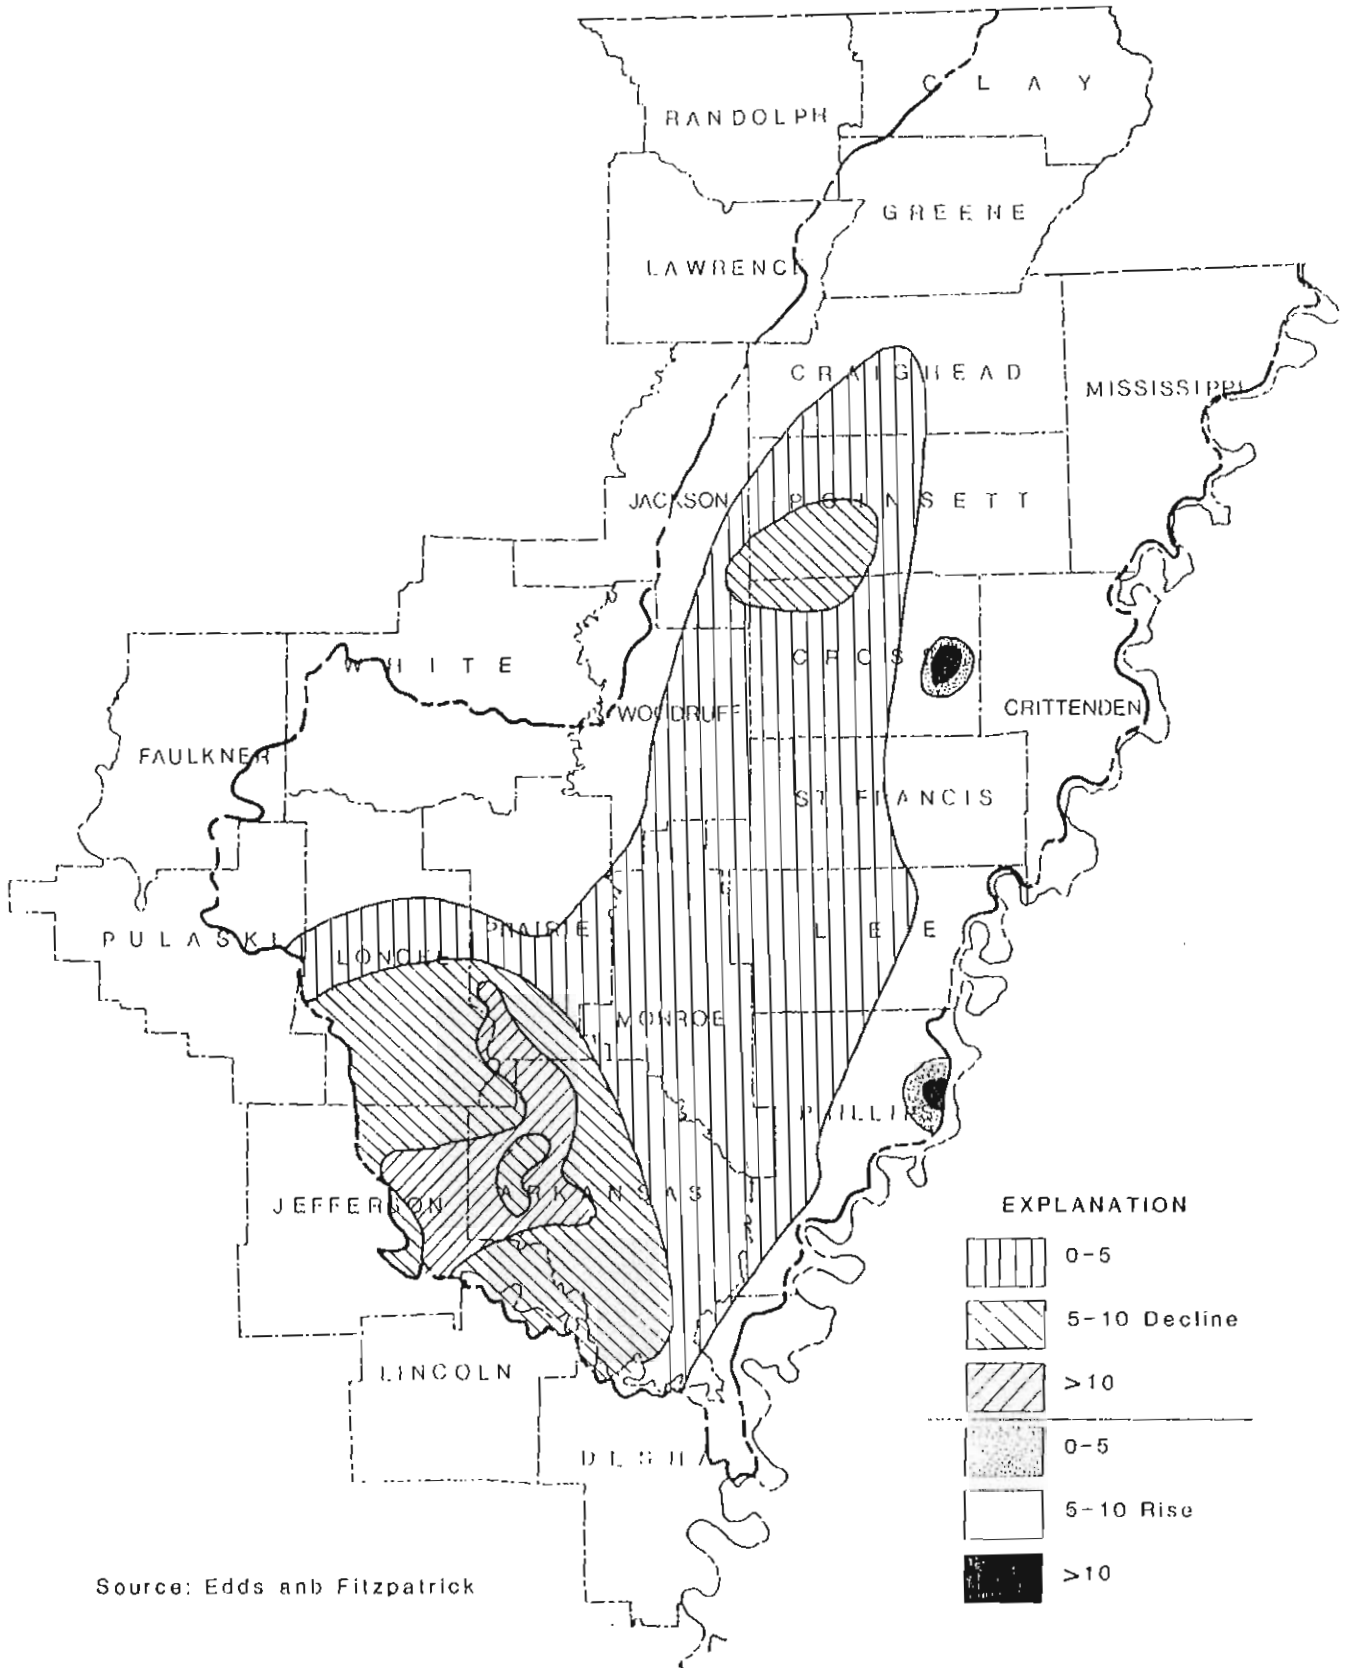 CLAY
RANDOLPH
GREENE
LAWRENCE
CRAIGHEAD
MISSISSIPPI
JACKSON
POINSETT
WHITE
CROSS
WOODRUFF
CRITTENDEN
FAULKNER
ST FRANCIS
PULASKI
PRAIRIE
LEE
LONOKE
MONROE
PHILLIPS
JEFFERSON
ARKANSAS
EXPLANATION
0-5
5-10 Decline
>10
0-5
5-10 Rise
>10
LINCOLN
DESHA
Source: Edds anb Fitzpatrick